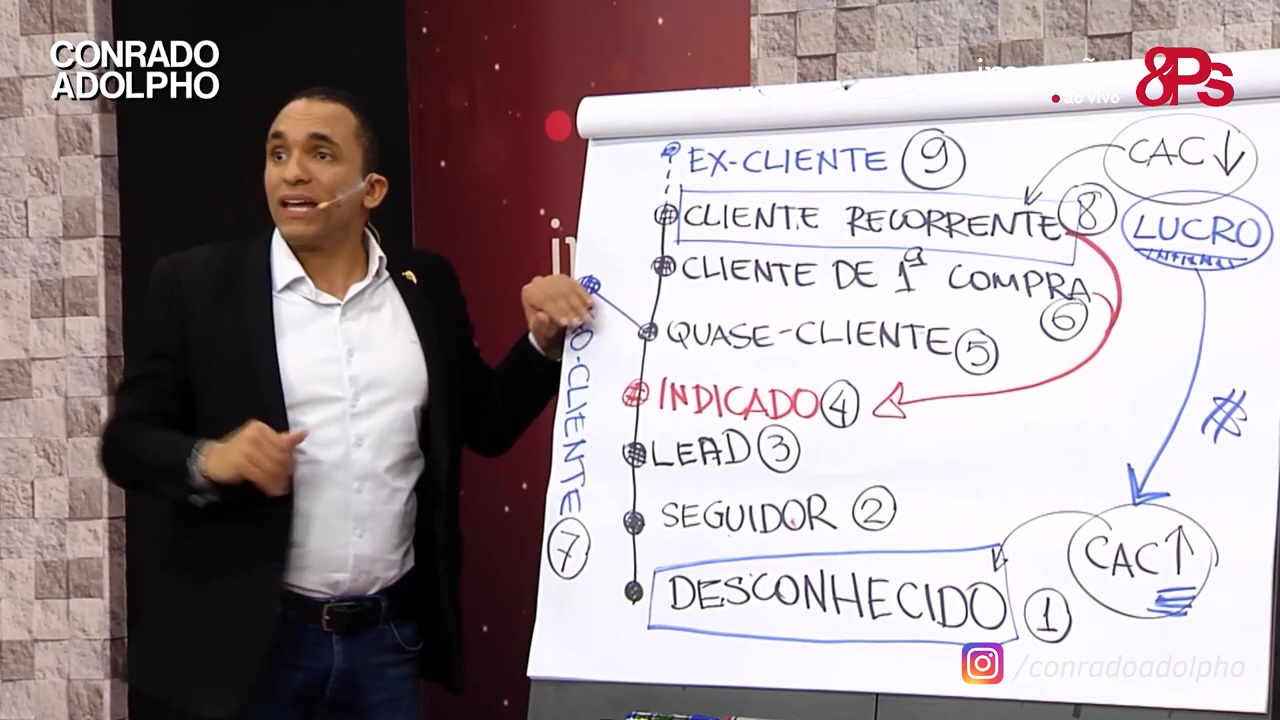 CONRADO
ADOLPHO
8Ps
ao vivo
EX-CLIENTE 9
CAC ↓
CLIENTE RECORRENTE 8
LUCRO
CLIENTE DE 1ª COMPRA
6
QUASE-CLIENTE 5
INDICADO 4
LEAD 3
SEGUIDOR 2
DESCONHECIDO 1
CAC ↑
-CLIENTE 7
#
/conradoadolpho